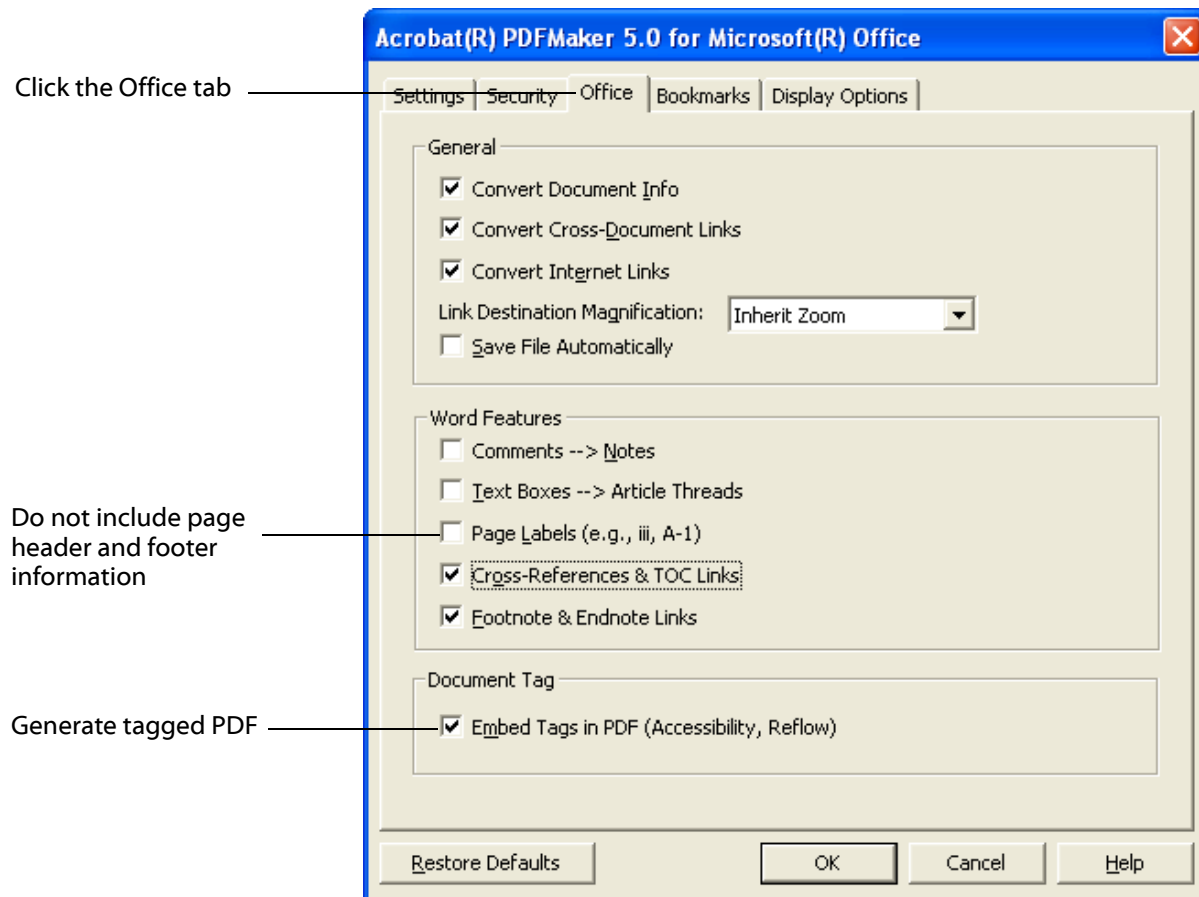 Acrobat(R) PDFMaker 5.0 for Microsoft(R) Office
Click the Office tab
Settings Security Office Bookmarks Display Options
General
Convert Document Info
Convert Cross-Document Links
Convert Internet Links
Link Destination Magnification: Inherit Zoom
Save File Automatically
Word Features
Comments --> Notes
Text Boxes --> Article Threads
Do not include page
header and footer
information
Page Labels (e.g., iii, A-1)
Cross-References & TOC Links
Footnote & Endnote Links
Document Tag
Generate tagged PDF
Embed Tags in PDF (Accessibility, Reflow)
Restore Defaults OK Cancel Help